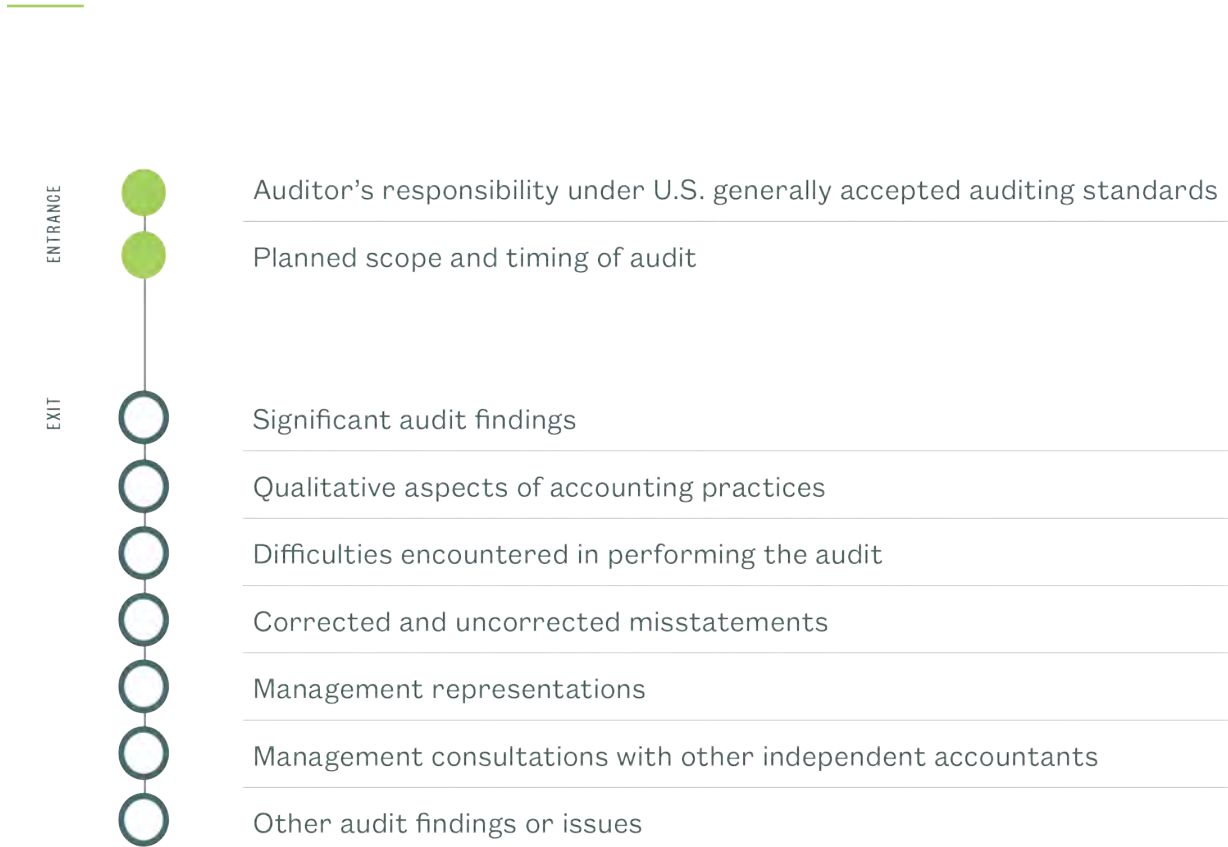 ENTRANCE
Auditor’s responsibility under U.S. generally accepted auditing standards
Planned scope and timing of audit
EXIT
Significant audit findings
Qualitative aspects of accounting practices
Difficulties encountered in performing the audit
Corrected and uncorrected misstatements
Management representations
Management consultations with other independent accountants
Other audit findings or issues